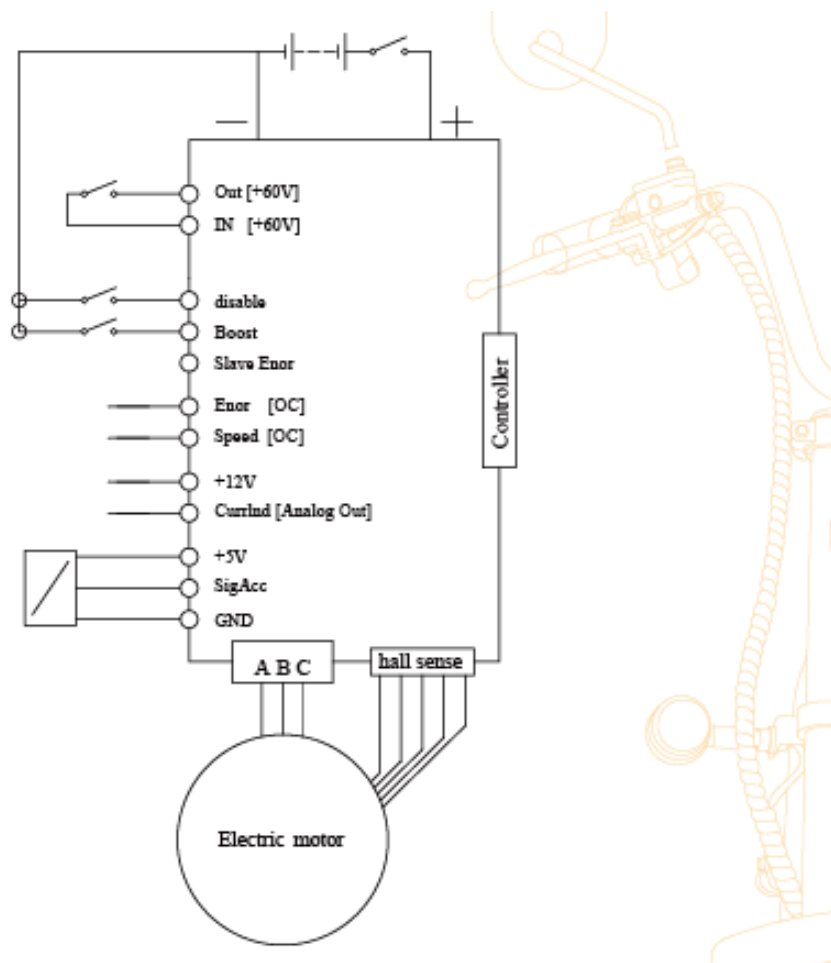 — +
Out [+60V]
IN [+60V]
disable
Boost
Slave Enor
Enor [OC]
Speed [OC]
+12V
CurrInd [Analog Out]
+5V
SigAcc
GND
Controller
A B C
hall sense
Electric motor